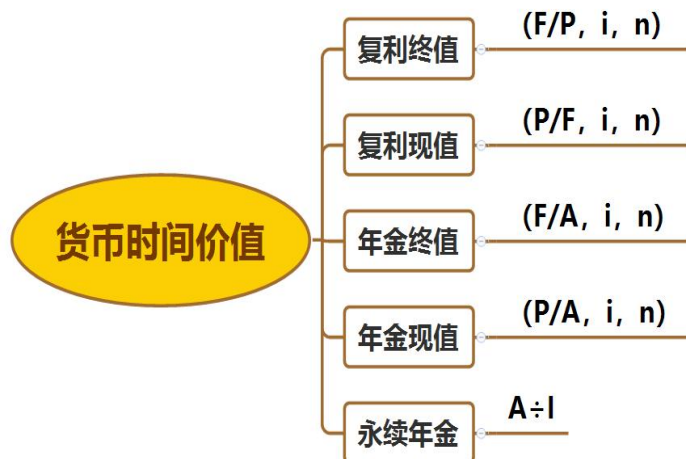 货币时间价值
复利终值
(F/P, i, n)
复利现值
(P/F, i, n)
年金终值
(F/A, i, n)
年金现值
(P/A, i, n)
永续年金
A÷I